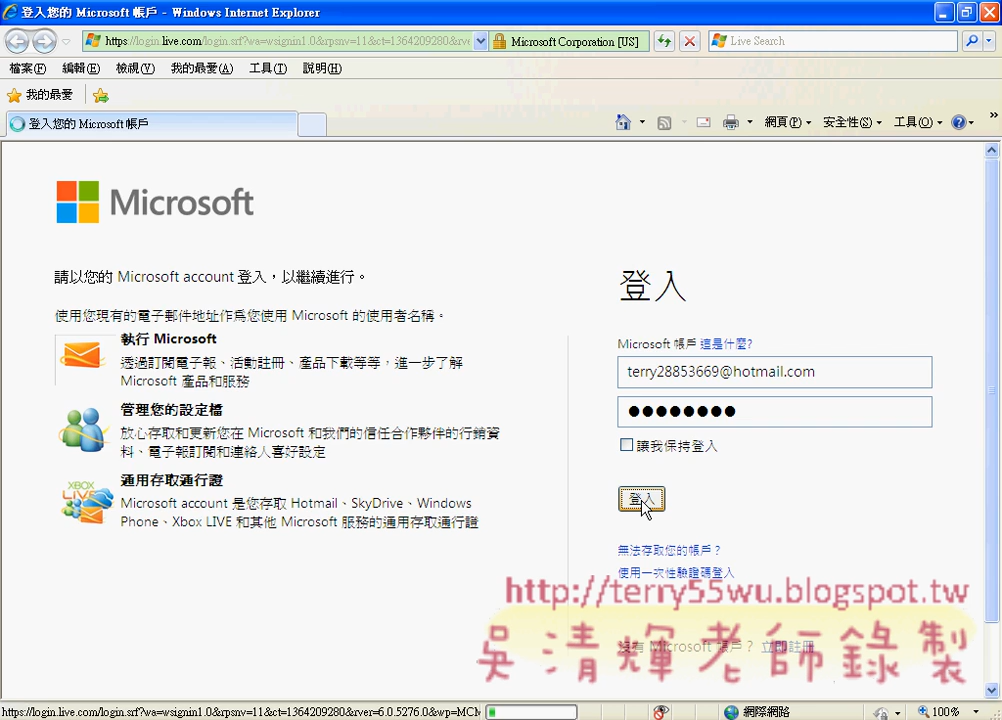 登入您的 Microsoft 帳戶 - Windows Internet Explorer
https://login.live.com/login.srf?wa=wsignin1.0&rpsnv=11&ct=1364209280&rve
Microsoft Corporation [US]
Live Search
檔案(F) 編輯(E) 檢視(V) 我的最愛(A) 工具(T) 說明(H)
我的最愛
登入您的 Microsoft 帳戶
網頁(P) 安全性(S) 工具(O) »
Microsoft
請以您的 Microsoft account 登入，以繼續進行。
使用您現有的電子郵件地址作為您使用 Microsoft 的使用者名稱。
執行 Microsoft
透過訂閱電子報、活動註冊、產品下載等等，進一步了解
Microsoft 產品和服務
管理您的設定檔
放心存取和更新您在 Microsoft 和我們的信任合作夥伴的行銷資
料、電子報訂閱和連絡人喜好設定
XBOX
LIVE
通用存取通行證
Microsoft account 是您存取 Hotmail、SkyDrive、Windows
Phone、Xbox LIVE 和其他 Microsoft 服務的通用存取通行證
登入
Microsoft 帳戶 這是什麼?
terry28853669@hotmail.com
●●●●●●●●
讓我保持登入
登入
無法存取您的帳戶？
使用一次性驗證碼登入
http://terry55wu.blogspot.tw
沒有 Microsoft 帳戶？ 立即註冊
吳清輝老師錄製
https://login.live.com/login.srf?wa=wsignin1.0&rpsnv=11&ct=1364209280&rver=6.0.5276.0&wp=MCM
網際網路
100%